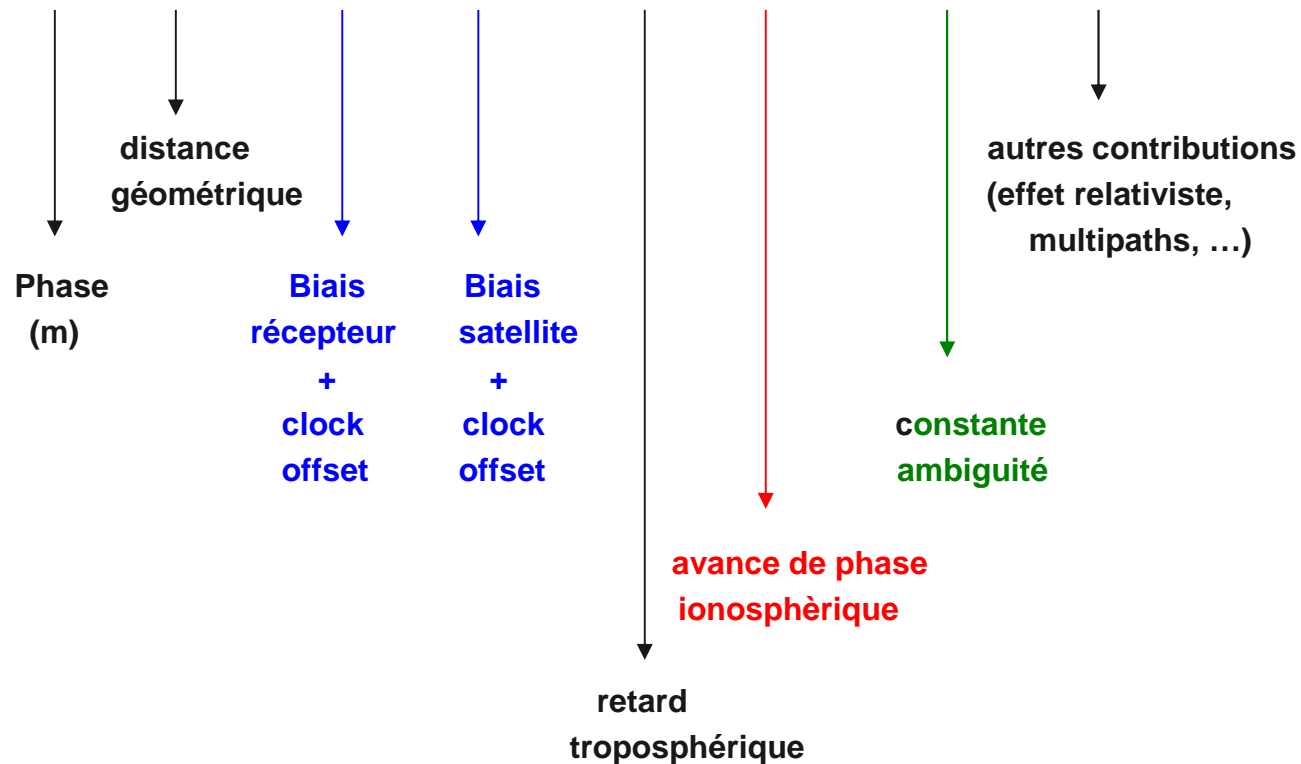 distance
géométrique
autres contributions
(effet relativiste,
multipaths, …)
Phase
(m)
Biais
récepteur
+
clock
offset
Biais
satellite
+
clock
offset
constante
ambiguité
avance de phase
ionosphèrique
retard
troposphérique